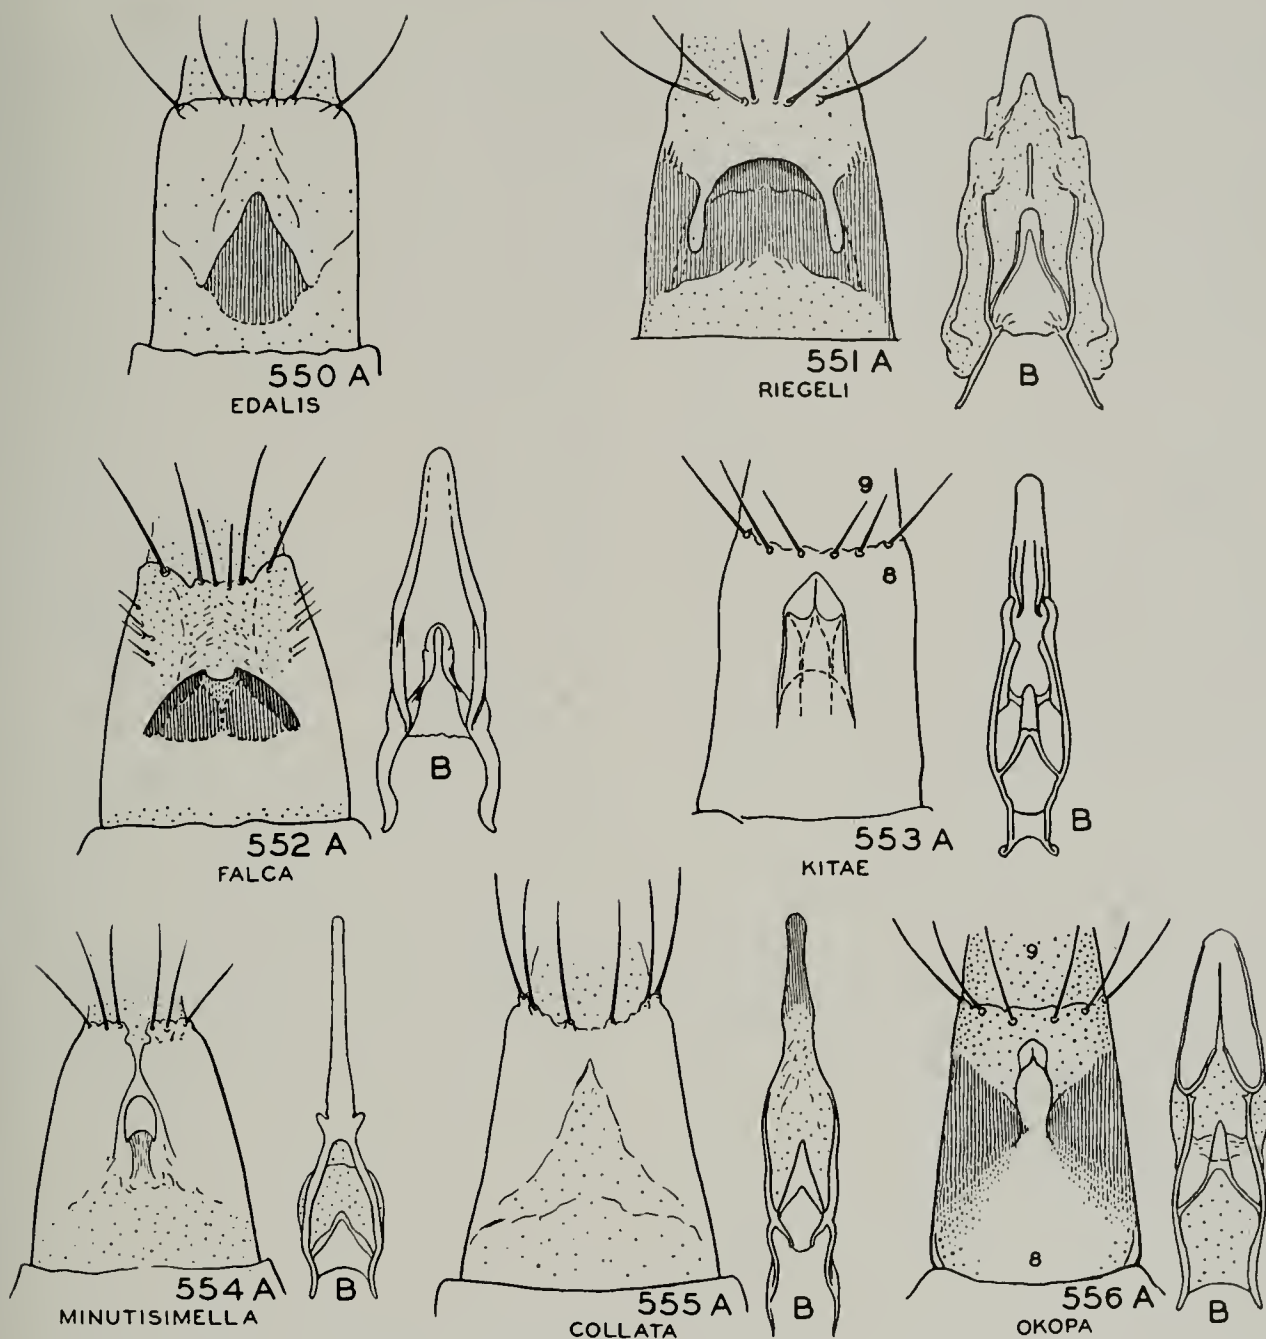 550 A
EDALIS
551 A
RIEGELI
B
552 A
FALCA
B
9
8
553 A
KITAE
B
554 A
MINUTISIMELLA
B
555 A
COLLATA
B
9
8
556 A
OKOPA
B